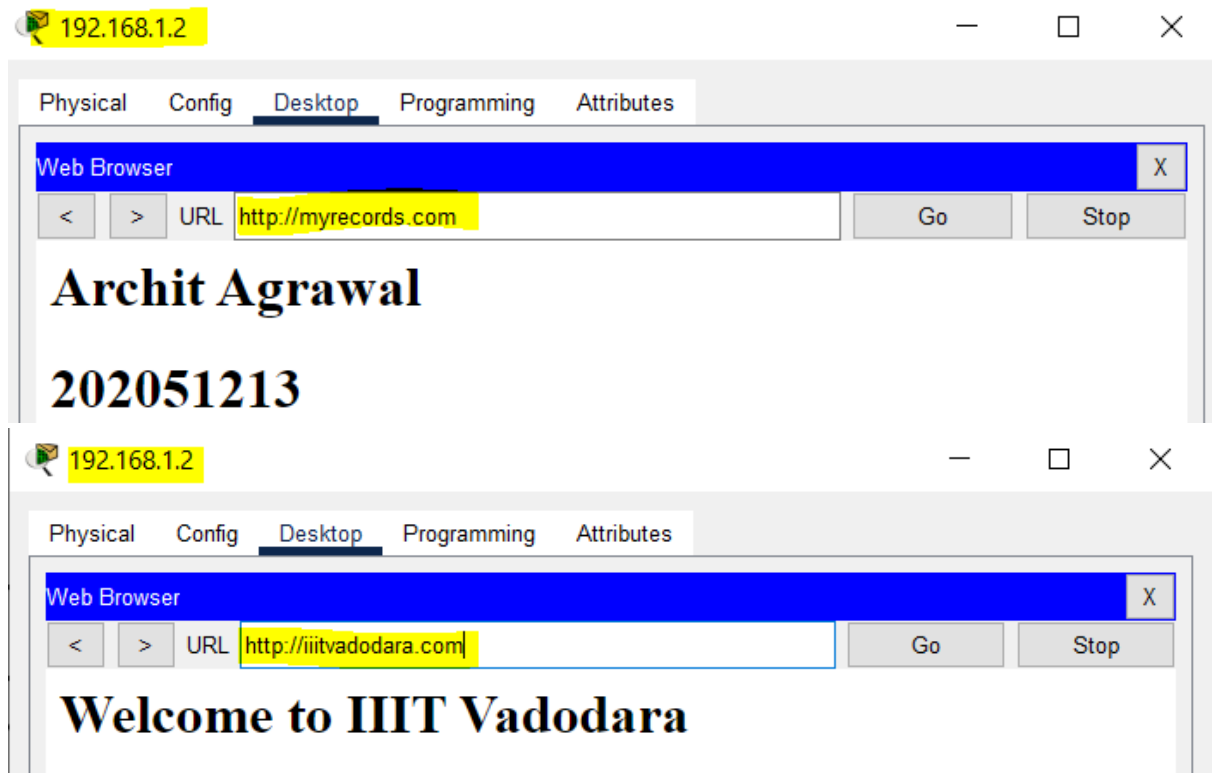 192.168.1.2
Physical Config Desktop Programming Attributes
Web Browser X
< > URL http://myrecords.com Go Stop
Archit Agrawal
202051213
192.168.1.2
Physical Config Desktop Programming Attributes
Web Browser X
< > URL http://iiitvadodara.com Go Stop
Welcome to IIIT Vadodara